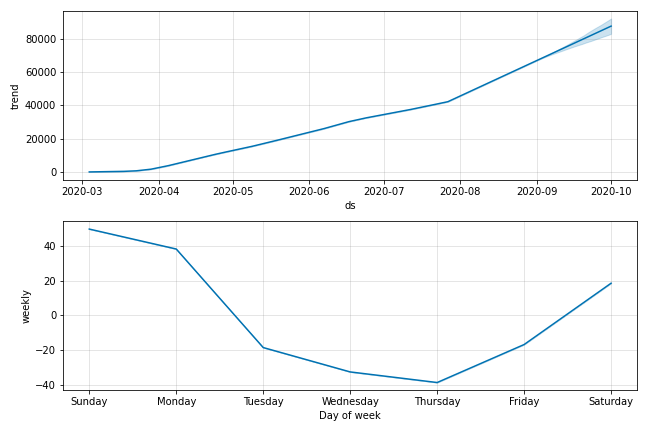 80000
60000
40000
20000
0
trend
2020-03 2020-04 2020-05 2020-06 2020-07 2020-08 2020-09 2020-10
ds
40
20
0
−20
−40
weekly
Sunday Monday Tuesday Wednesday Thursday Friday Saturday
Day of week